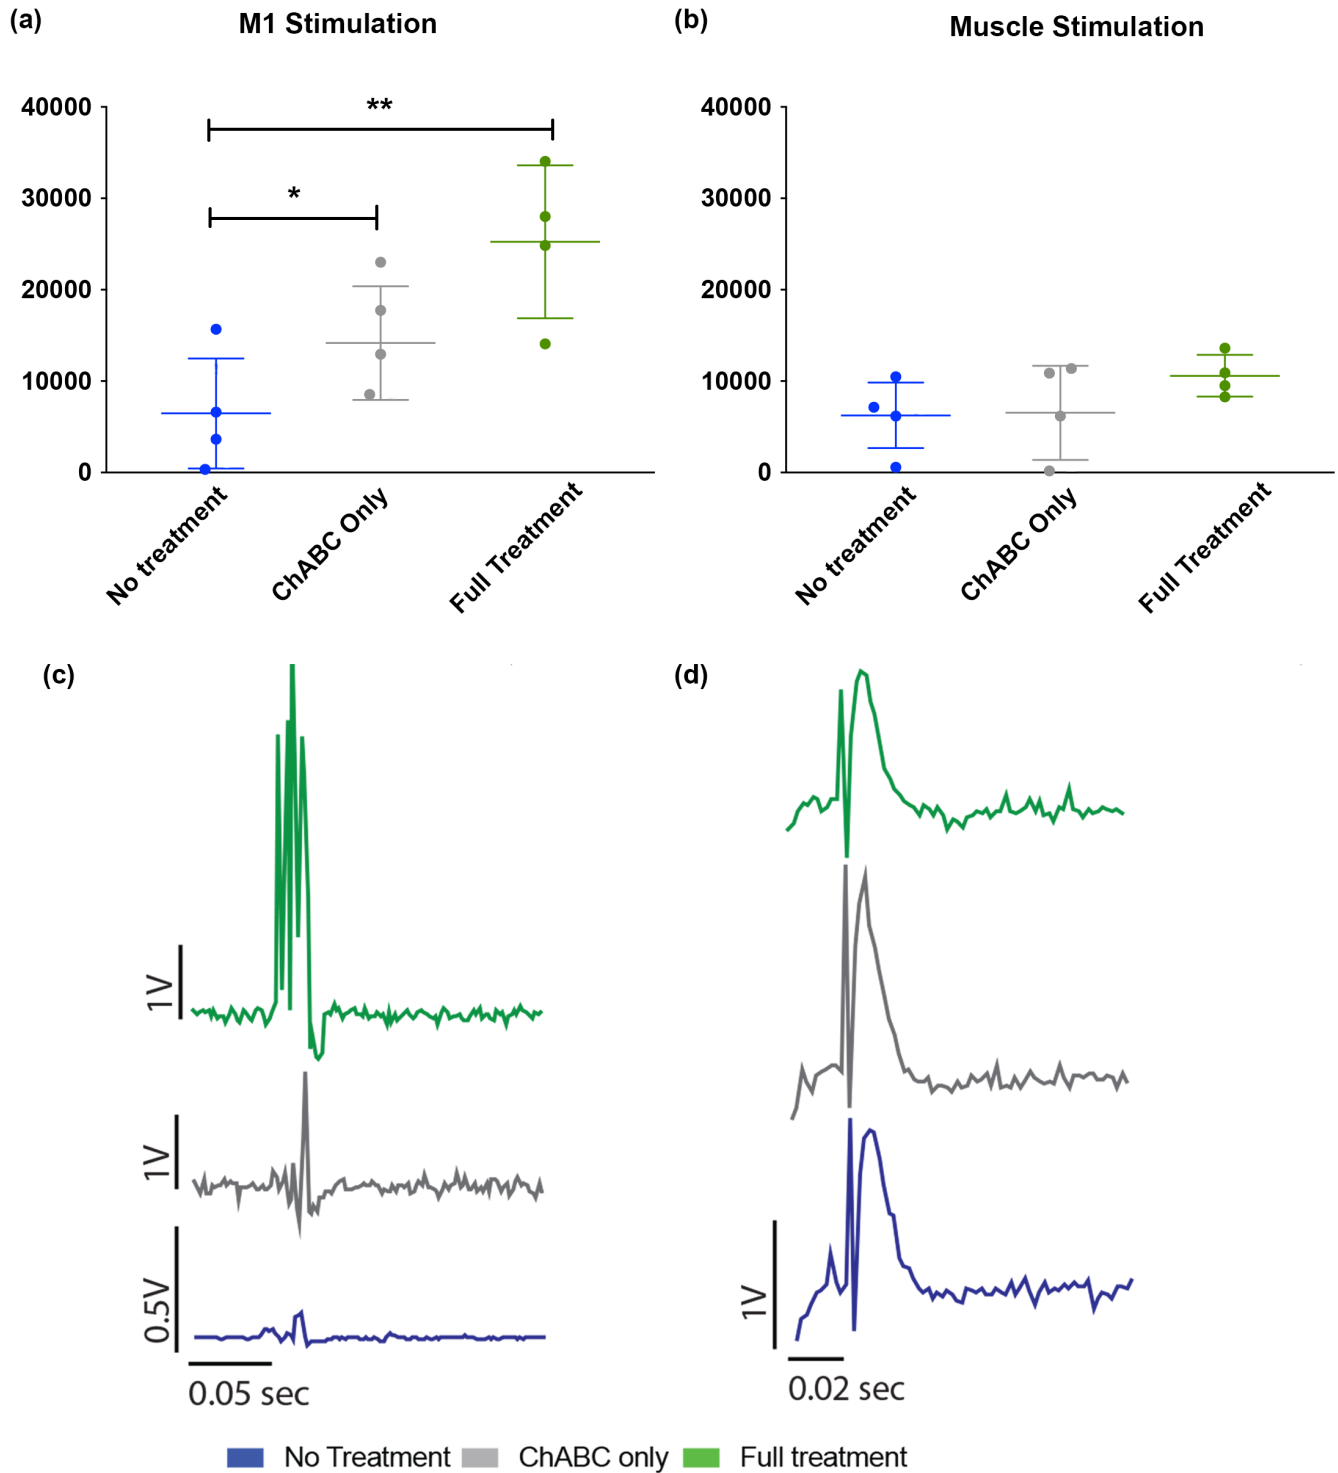 (a)
M1 Stimulation
40000
30000
20000
10000
0
**
*
No treatment
ChABC Only
Full Treatment
(b)
Muscle Stimulation
40000
30000
20000
10000
0
No treatment
ChABC Only
Full Treatment
(c)
1V
1V
0.5V
0.05 sec
(d)
1V
0.02 sec
No Treatment ChABC only Full treatment